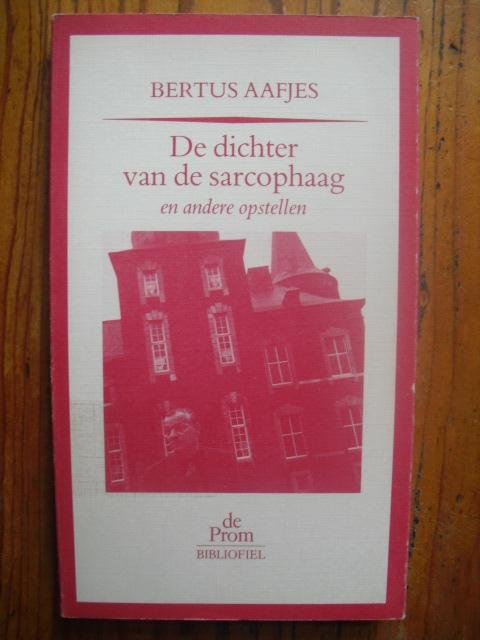 BERTUS AAFJES
De dichter
van de sarcophaag
en andere opstellen
de
Prom
BIBLIOFIEL